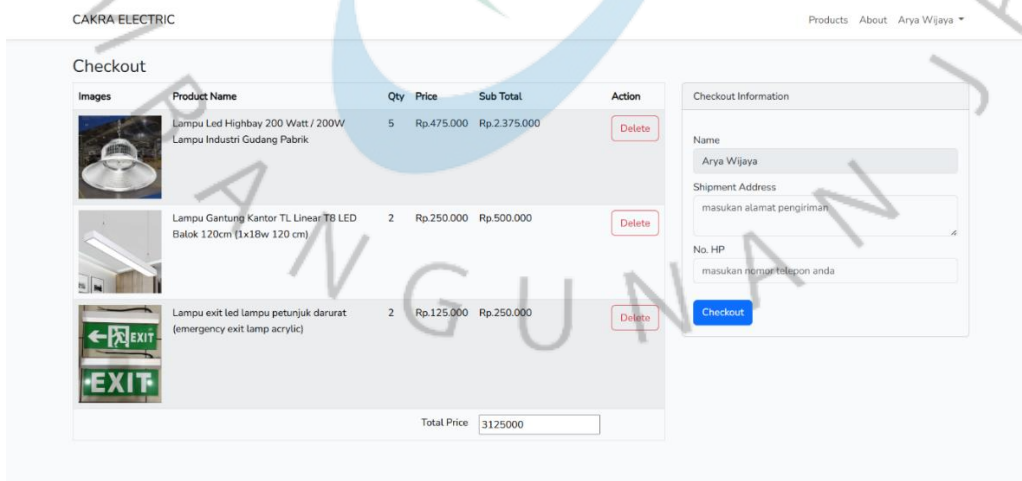 CAKRA ELECTRIC
Products About Arya Wijaya
Checkout
Images Product Name Qty Price Sub Total Action
Lampu Led Highbay 200 Watt / 200W 5 Rp.475.000 Rp.2.375.000 Delete
Lampu Industri Gudang Pabrik
Lampu Gantung Kantor TL Linear T8 LED 2 Rp.250.000 Rp.500.000 Delete
Balok 120cm (1x18w 120 cm)
EXIT
EXIT
Lampu exit led lampu petunjuk darurat 2 Rp.125.000 Rp.250.000 Delete
(emergency exit lamp acrylic)
Total Price 3125000
Checkout Information
Name
Arya Wijaya
Shipment Address
masukan alamat pengiriman
No. HP
masukan nomor telepon anda
Checkout
ANGUNAN J